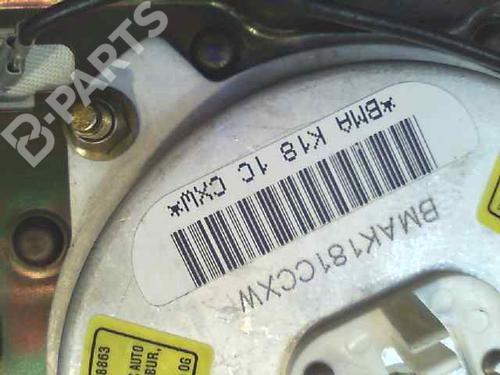 B-PARTS
*BMA K18 1C CXW*
BMAK181CCXW
8863
AUTO
BUR,
OG